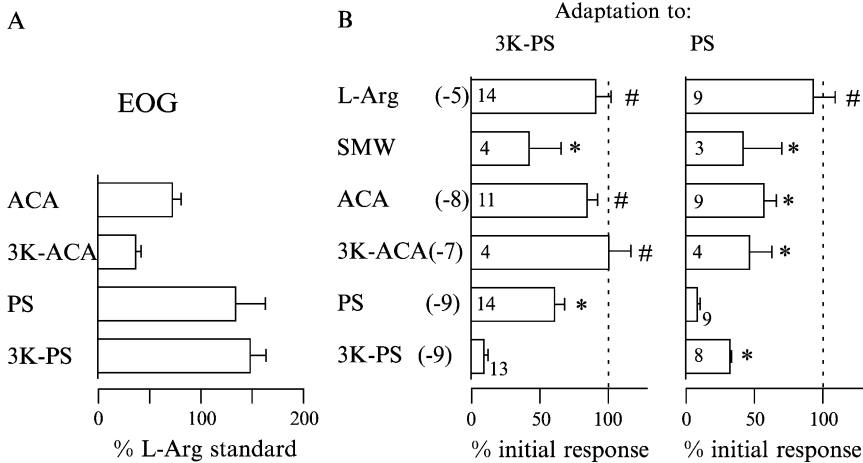 A
B
Adaptation to:
3K-PS
PS
EOG
L-Arg (-5) 14 # 9 #
SMW 4 * 3 *
ACA ACA (-8) 11 # 9 *
3K-ACA 3K-ACA (-7) 4 # 4 *
PS PS (-9) 14 * 9
3K-PS 3K-PS (-9) 13 8 *
0 100 200 0 50 100 0 50 100
% L-Arg standard % initial response % initial response